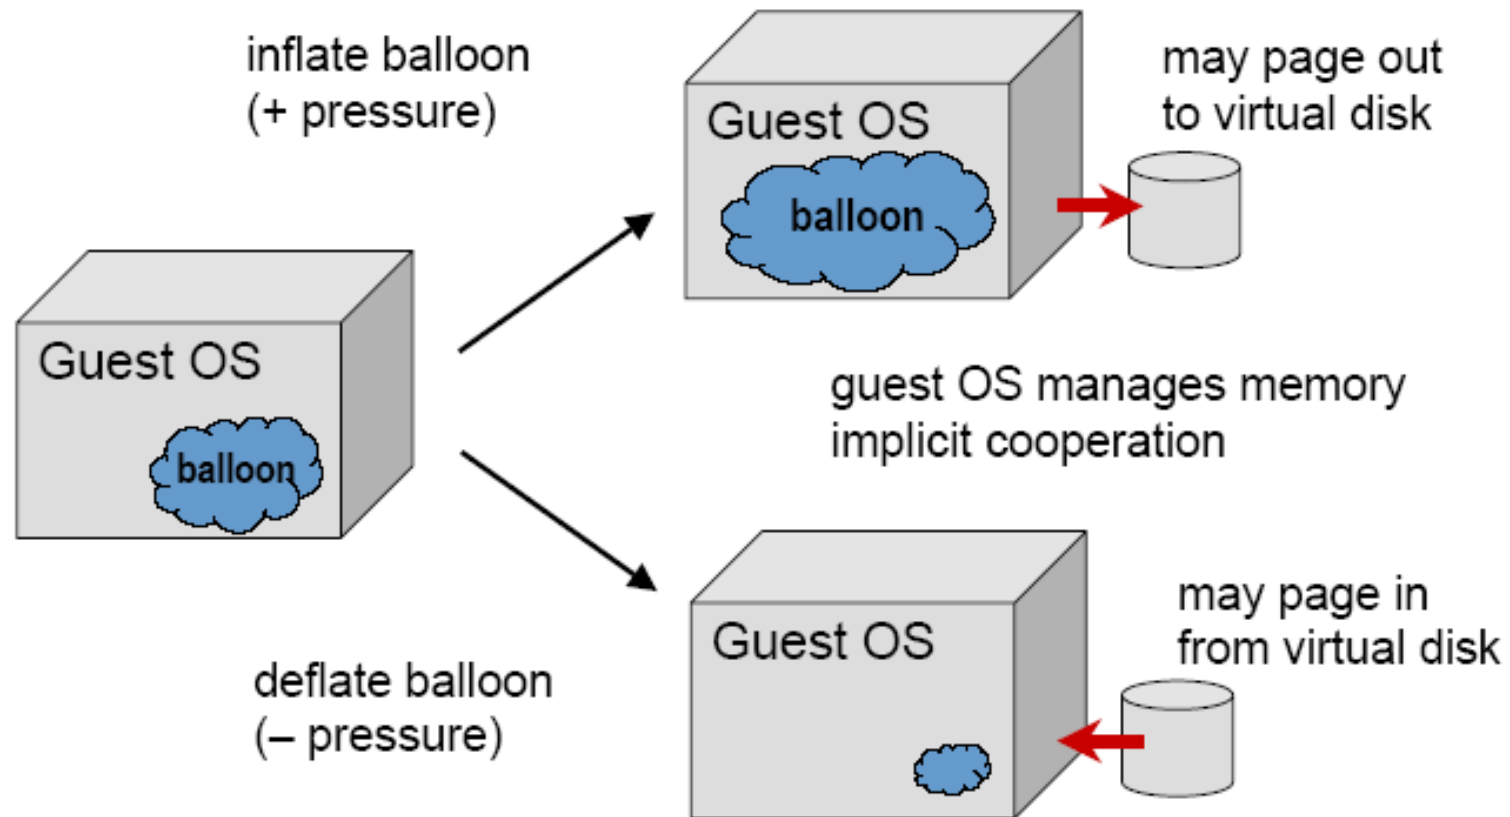 inflate balloon
(+ pressure)
Guest OS
balloon
may page out
to virtual disk
Guest OS
balloon
guest OS manages memory
implicit cooperation
deflate balloon
(– pressure)
Guest OS
may page in
from virtual disk